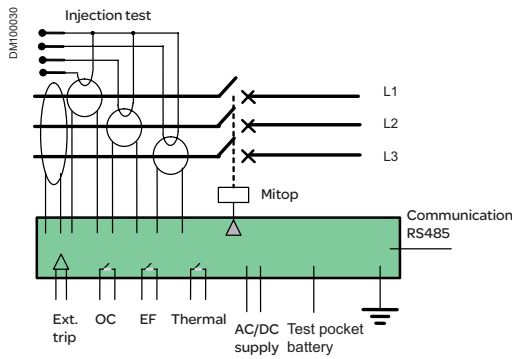 DM100030
Injection test
L1
L2
L3
Mitop
Communication
RS485
Ext.
trip
OC
EF
Thermal
AC/DC
supply
Test pocket
battery